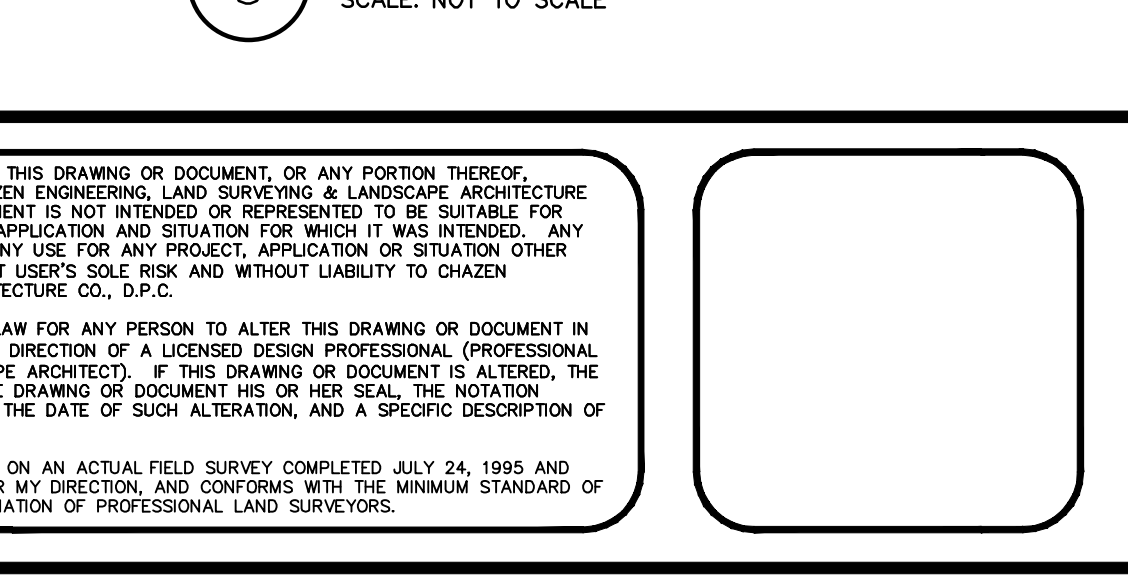 SCALE: NOT TO SCALE
THIS DRAWING OR DOCUMENT, OR ANY PORTION THEREOF,
ZEN ENGINEERING, LAND SURVEYING & LANDSCAPE ARCHITECTURE
MENT IS NOT INTENDED OR REPRESENTED TO BE SUITABLE FOR
APPLICATION AND SITUATION FOR WHICH IT WAS INTENDED. ANY
NY USE FOR ANY PROJECT, APPLICATION OR SITUATION OTHER
T USER'S SOLE RISK AND WITHOUT LIABILITY TO CHAZEN
TECTURE CO., D.P.C.
LAW FOR ANY PERSON TO ALTER THIS DRAWING OR DOCUMENT IN
DIRECTION OF A LICENSED DESIGN PROFESSIONAL (PROFESSIONAL
PE ARCHITECT). IF THIS DRAWING OR DOCUMENT IS ALTERED, THE
E DRAWING OR DOCUMENT HIS OR HER SEAL, THE NOTATION
THE DATE OF SUCH ALTERATION, AND A SPECIFIC DESCRIPTION OF
ON AN ACTUAL FIELD SURVEY COMPLETED JULY 24, 1995 AND
R MY DIRECTION, AND CONFORMS WITH THE MINIMUM STANDARD OF
IATION OF PROFESSIONAL LAND SURVEYORS.